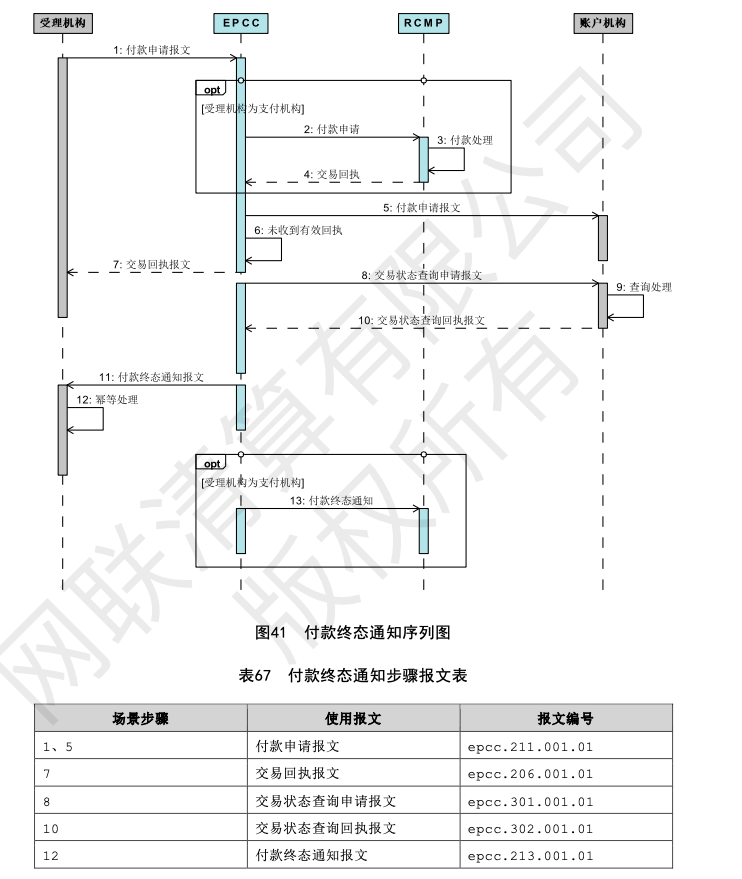 受理机构 EPCC RCMP 账户机构
1: 付款申请报文
opt
[受理机构为支付机构]
2: 付款申请
3: 付款处理
4: 交易回执
5: 付款申请报文
6: 未收到有效回执
7: 交易回执报文
8: 交易状态查询申请报文
9: 查询处理
10: 交易状态查询回执报文
11: 付款终态通知报文
12: 幂等处理
opt
[受理机构为支付机构]
13: 付款终态通知
图41 付款终态通知序列图
表67 付款终态通知步骤报文表
场景步骤 使用报文 报文编号
1、5 付款申请报文 epcc.211.001.01
7 交易回执报文 epcc.206.001.01
8 交易状态查询申请报文 epcc.301.001.01
10 交易状态查询回执报文 epcc.302.001.01
12 付款终态通知报文 epcc.213.001.01
网联清算有限公司
版权所有